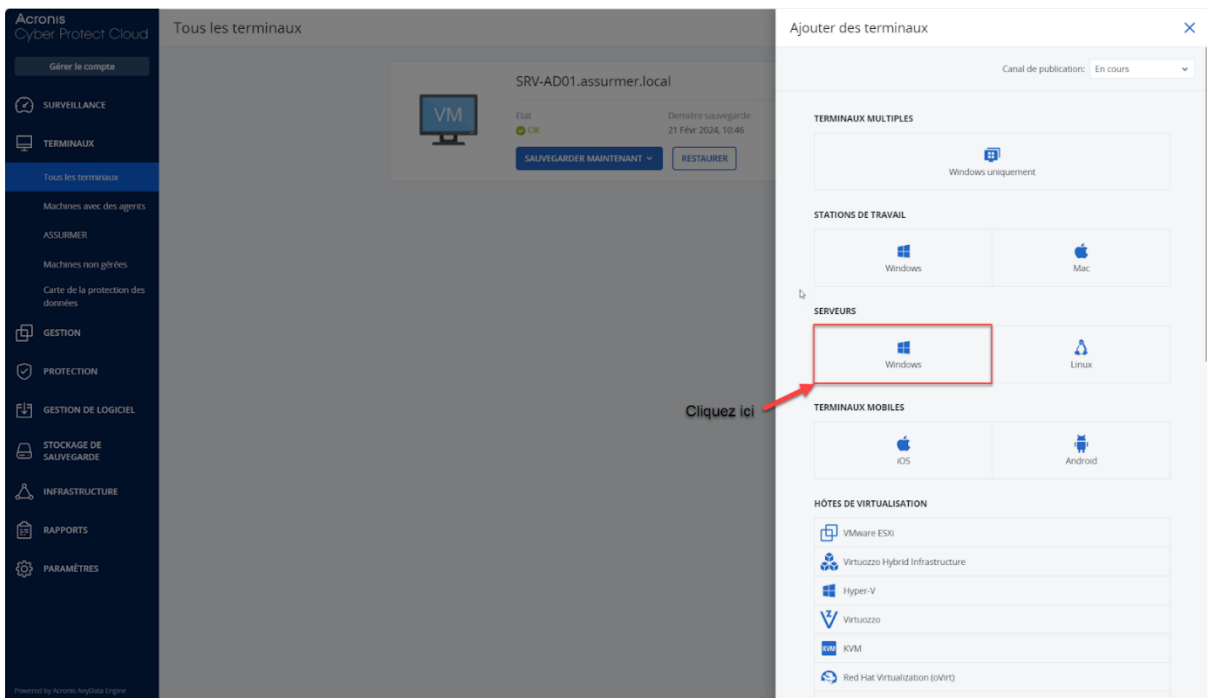 Acronis
Cyber Protect Cloud
Gérer le compte
SURVEILLANCE
TERMINAUX
Tous les terminaux
Machines avec des agents
ASSURMER
Machines non gérées
Carte de la protection des
données
GESTION
PROTECTION
GESTION DE LOGICIEL
STOCKAGE DE
SAUVEGARDE
INFRASTRUCTURE
RAPPORTS
PARAMÈTRES
Powered by Acronis AnyData Engine
Tous les terminaux
VM
SRV-AD01.assurmer.local
Etat
OK
Dernière sauvegarde
21 Févr 2024, 10:46
SAUVEGARDER MAINTENANT
RESTAURER
Cliquez ici
Ajouter des terminaux
Canal de publication: En cours
TERMINAUX MULTIPLES
Windows uniquement
STATIONS DE TRAVAIL
Windows
Mac
SERVEURS
Windows
Linux
TERMINAUX MOBILES
iOS
Android
HÔTES DE VIRTUALISATION
VMware ESXi
Virtuozzo Hybrid Infrastructure
Hyper-V
Virtuozzo
KVM KVM
Red Hat Virtualization (oVirt)